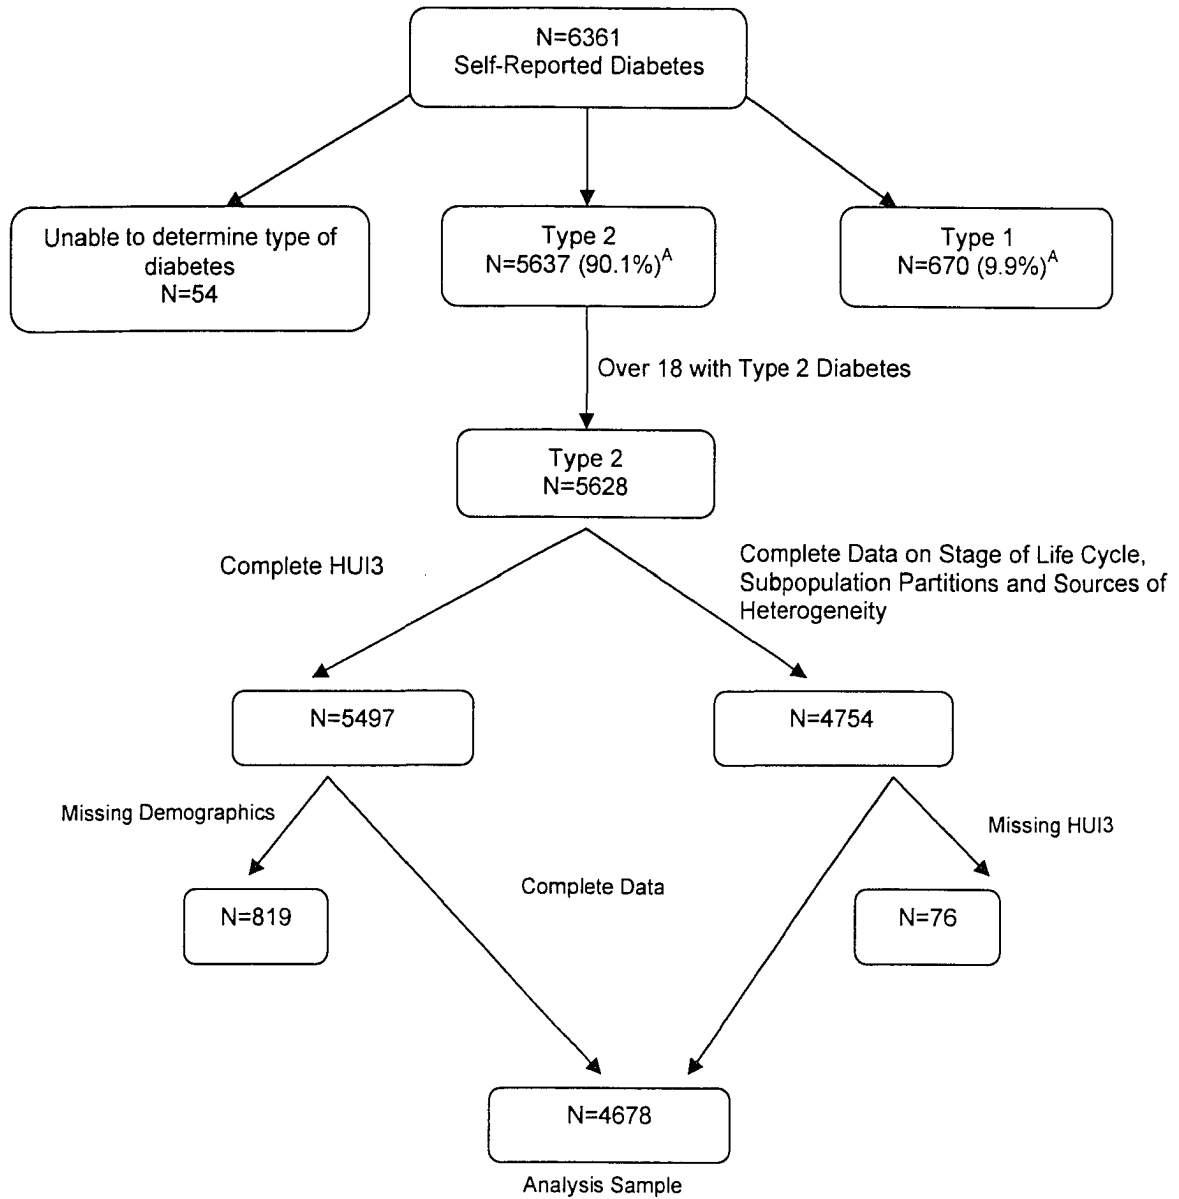 N=6361
Self-Reported Diabetes
Unable to determine type of
diabetes
N=54
Type 2
N=5637 (90.1%)A
Type 1
N=670 (9.9%)A
Over 18 with Type 2 Diabetes
Type 2
N=5628
Complete HUI3
Complete Data on Stage of Life Cycle,
Subpopulation Partitions and Sources of
Heterogeneity
N=5497
N=4754
Missing Demographics
Missing HUI3
Complete Data
N=819
N=76
N=4678
Analysis Sample